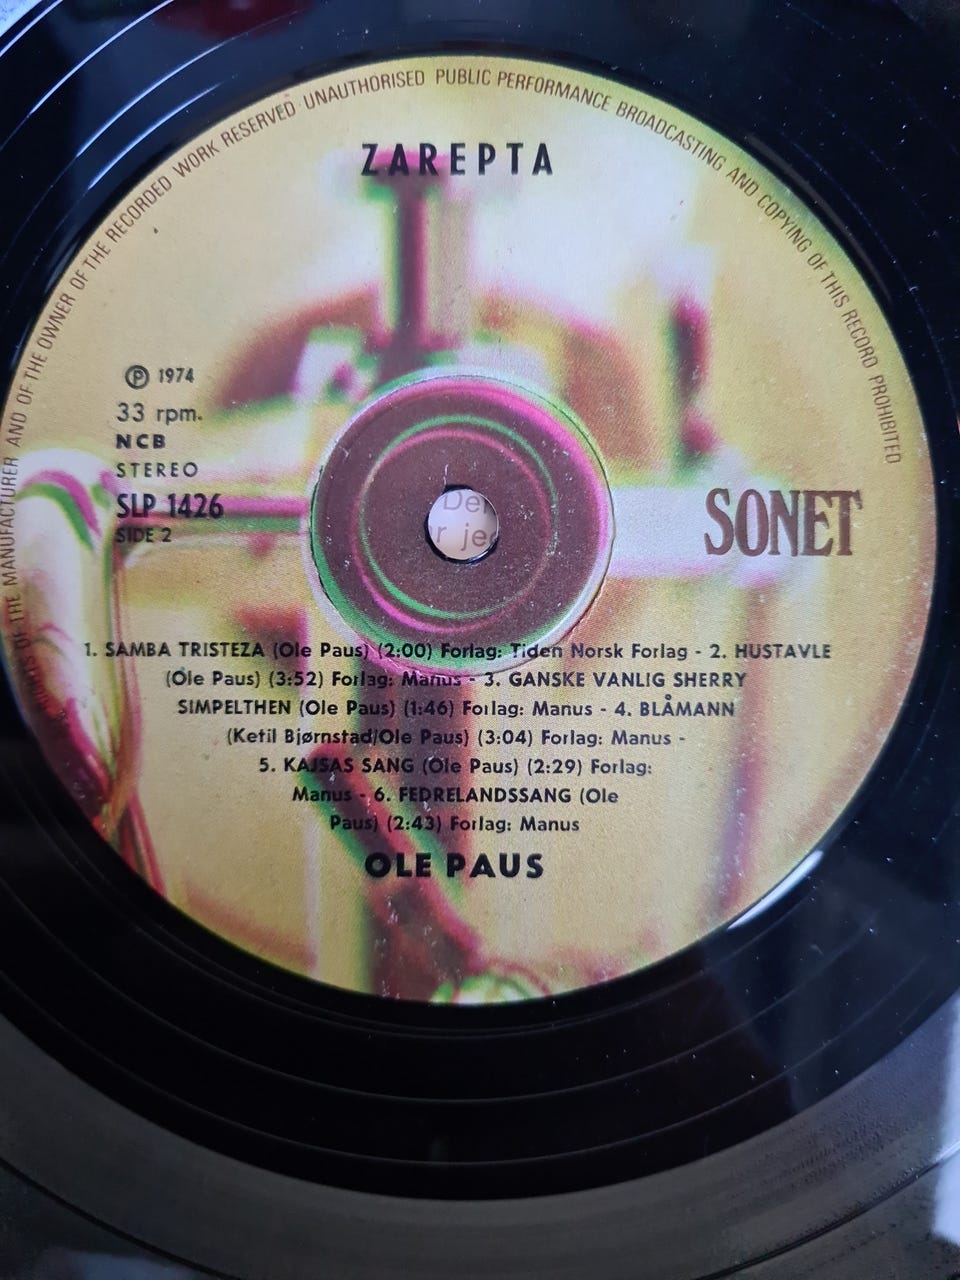 RIGHTS OF THE MANUFACTURER AND OF THE OWNER OF THE RECORDED WORK RESERVED UNAUTHORISED PUBLIC PERFORMANCE BROADCASTING AND COPYING OF THIS RECORD PROHIBITED
ZAREPTA
Ⓟ 1974
33 rpm.
NCB
STEREO
SLP 1426
SIDE 2
SONET
1. SAMBA TRISTEZA (Ole Paus) (2:00) Forlag: Tiden Norsk Forlag - 2. HUSTAVLE
(Ole Paus) (3:52) Forlag: Manus - 3. GANSKE VANLIG SHERRY
SIMPELTHEN (Ole Paus) (1:46) Forlag: Manus - 4. BLÅMANN
(Ketil Bjørnstad/Ole Paus) (3:04) Forlag: Manus -
5. KAJSAS SANG (Ole Paus) (2:29) Forlag:
Manus - 6. FEDRELANDSSANG (Ole
Paus) (2:43) Forlag: Manus
OLE PAUS